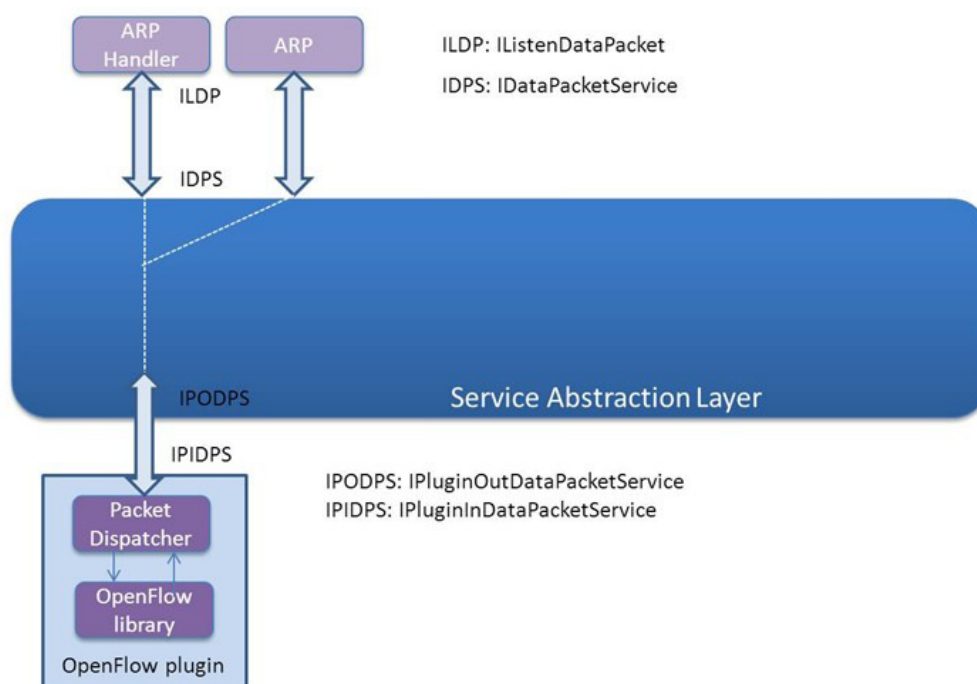 ARP
Handler
ARP
ILDP: IListenDataPacket
IDPS: IDataPacketService
ILDP
IDPS
IPODPS
Service Abstraction Layer
IPIDPS
IPODPS: IPluginOutDataPacketService
IPIDPS: IPluginInDataPacketService
Packet
Dispatcher
OpenFlow
library
OpenFlow plugin